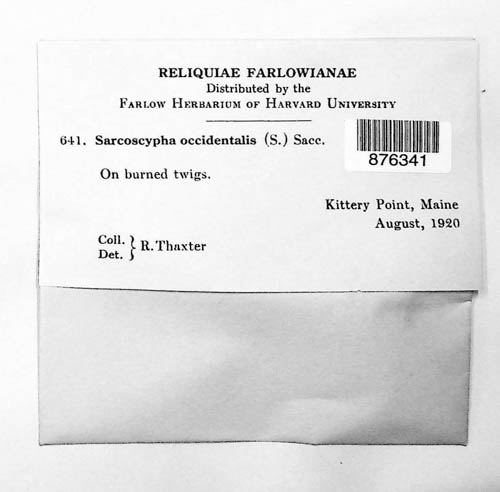 RELIQUIAE FARLOWIANAE
Distributed by the
FARLOW HERBARIUM OF HARVARD UNIVERSITY
641. Sarcoscypha occidentalis (S.) Sacc.
876341
On burned twigs.
Kittery Point, Maine
August, 1920
Coll. } R. Thaxter
Det.